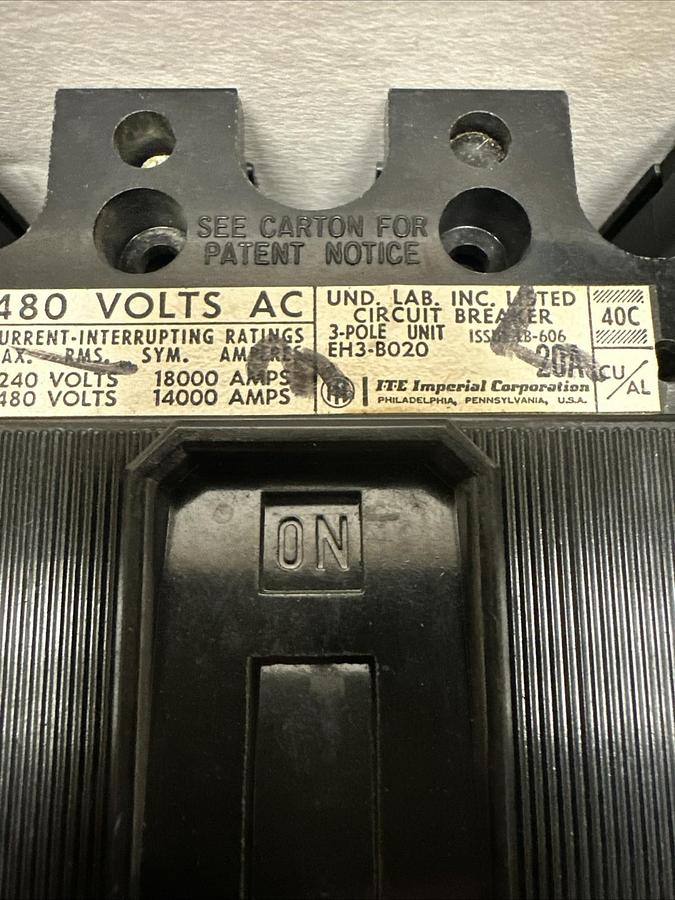 SEE CARTON FOR
PATENT NOTICE
480 VOLTS AC
URRENT-INTERRUPTING RATINGS
AX. RMS. SYM. AMPERES
240 VOLTS 18000 AMPS
480 VOLTS 14000 AMPS
UND. LAB. INC. LISTED
CIRCUIT BREAKER
3-POLE UNIT
EH3-B020
20A
ITE Imperial Corporation
PHILADELPHIA, PENNSYLVANIA, U.S.A.
40C
CU/
AL
ON